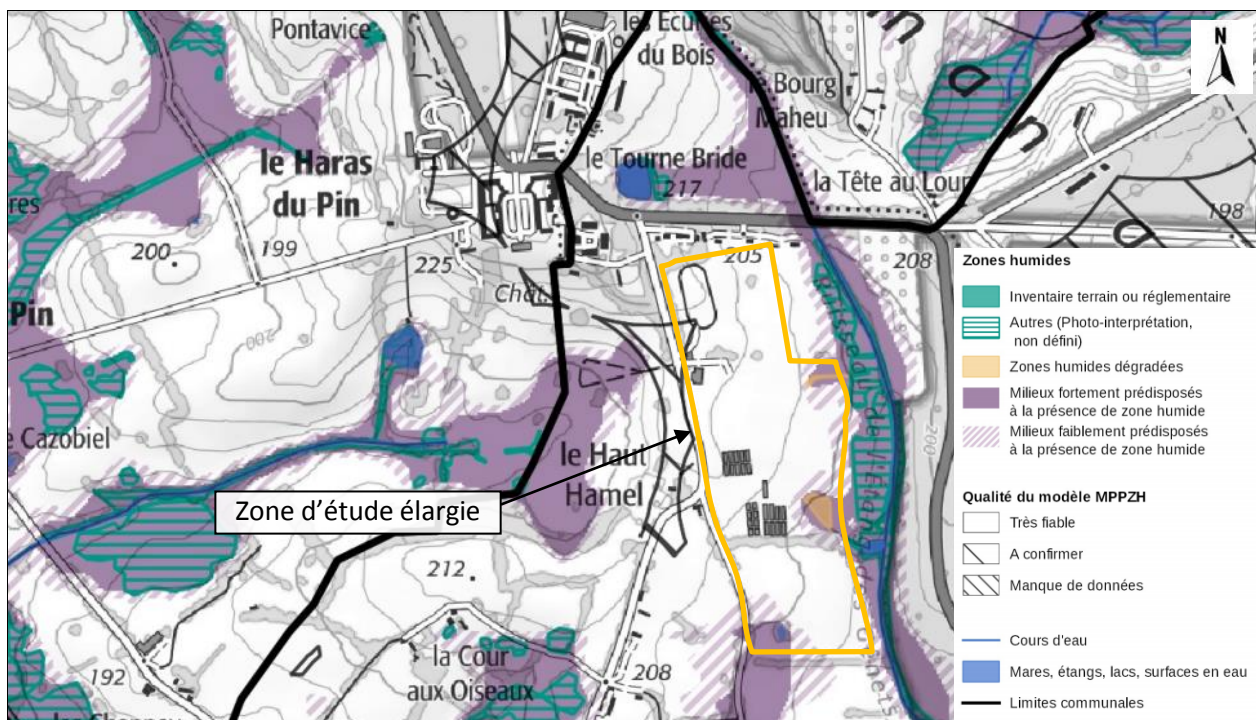 Pontavice
les Écuries
du Bois
N
le Bourg
Maheu
le Haras
du Pin
le Tourne Bride
217
la Tête au Loup
198
200
199
225
205
208
Chât.
Pin
200
e Cazobiel
le Haut
Hamel
Zone d'étude élargie
200
212
192
la Cour
aux Oiseaux
208
Zones humides
Inventaire terrain ou réglementaire
Autres (Photo-interprétation,
non défini)
Zones humides dégradées
Milieux fortement prédisposés
à la présence de zone humide
Milieux faiblement prédisposés
à la présence de zone humide
Qualité du modèle MPPZH
Très fiable
A confirmer
Manque de données
Cours d'eau
Mares, étangs, lacs, surfaces en eau
Limites communales